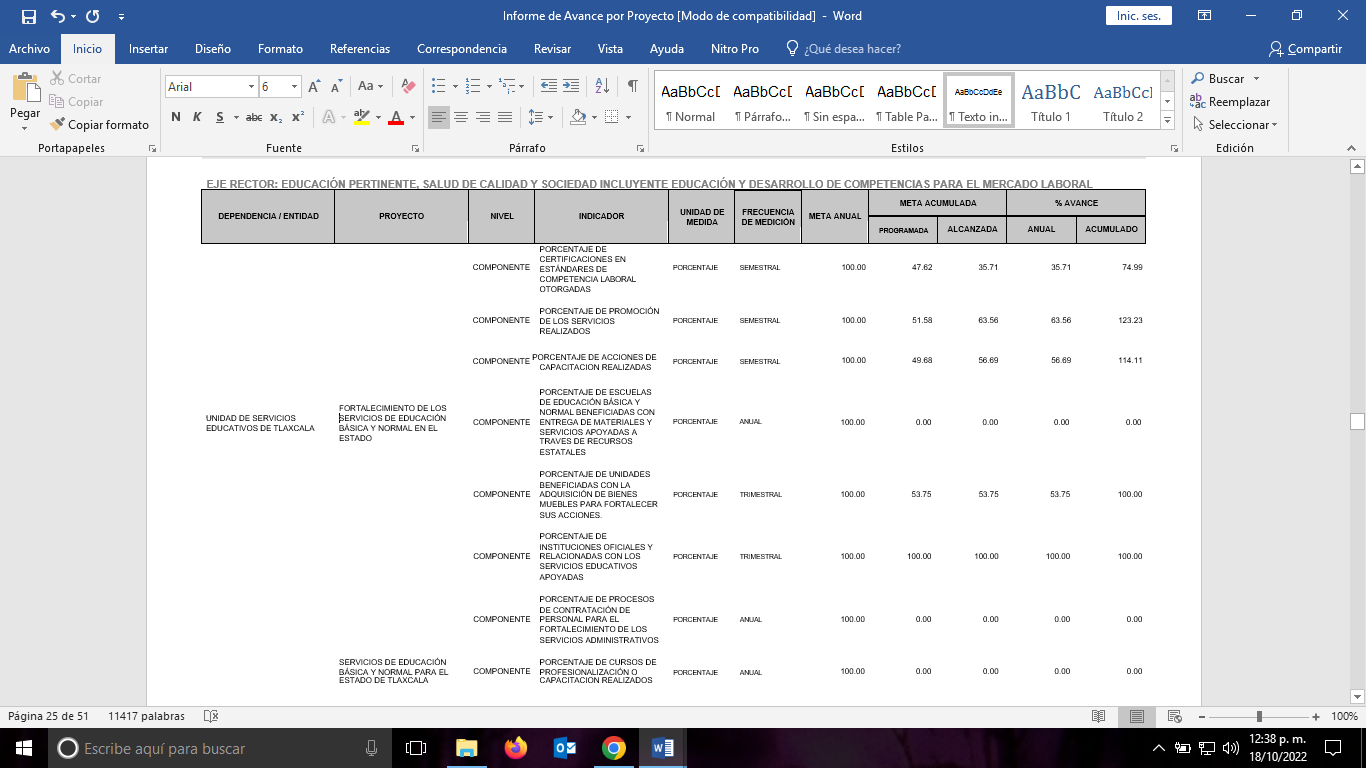 Informe de Avance por Proyecto [Modo de compatibilidad] - Word
Inic. ses.
Archivo Inicio Insertar Diseño Formato Referencias Correspondencia Revisar Vista Ayuda Nitro Pro ¿Qué desea hacer? Compartir
Pegar
Cortar
Copiar
Copiar formato
Portapapeles
Arial 6
N K S abc x₂ x²
Fuente
Párrafo
AaBbCcD AaBbCcD AaBbCcD AaBbCcD AaBbCcDdEe AaBbC AaBbCc
¶ Normal ¶ Párrafo... ¶ Sin espa... ¶ Table Pa... ¶ Texto in... Título 1 Título 2
Estilos
Buscar
Reemplazar
Seleccionar
Edición
EJE RECTOR: EDUCACIÓN PERTINENTE, SALUD DE CALIDAD Y SOCIEDAD INCLUYENTE EDUCACIÓN Y DESARROLLO DE COMPETENCIAS PARA EL MERCADO LABORAL
DEPENDENCIA / ENTIDAD
PROYECTO
NIVEL
INDICADOR
UNIDAD DE
MEDIDA
FRECUENCIA
DE MEDICIÓN
META ANUAL
META ACUMULADA
PROGRAMADA ALCANZADA
% AVANCE
ANUAL ACUMULADO
COMPONENTE
PORCENTAJE DE
CERTIFICACIONES EN
ESTÁNDARES DE
COMPETENCIA LABORAL
OTORGADAS
PORCENTAJE SEMESTRAL 100.00 47.62 35.71 35.71 74.99
COMPONENTE
PORCENTAJE DE PROMOCIÓN
DE LOS SERVICIOS
REALIZADOS
PORCENTAJE SEMESTRAL 100.00 51.58 63.56 63.56 123.23
COMPONENTE
PORCENTAJE DE ACCIONES DE
CAPACITACION REALIZADAS
PORCENTAJE SEMESTRAL 100.00 49.68 56.69 56.69 114.11
UNIDAD DE SERVICIOS
EDUCATIVOS DE TLAXCALA
FORTALECIMIENTO DE LOS
SERVICIOS DE EDUCACIÓN
BÁSICA Y NORMAL EN EL
ESTADO
COMPONENTE
PORCENTAJE DE ESCUELAS
DE EDUCACIÓN BÁSICA Y
NORMAL BENEFICIADAS CON
ENTREGA DE MATERIALES Y
SERVICIOS APOYADAS A
TRAVES DE RECURSOS
ESTATALES
PORCENTAJE ANUAL 100.00 0.00 0.00 0.00 0.00
COMPONENTE
PORCENTAJE DE UNIDADES
BENEFICIADAS CON LA
ADQUISICIÓN DE BIENES
MUEBLES PARA FORTALECER
SUS ACCIONES.
PORCENTAJE TRIMESTRAL 100.00 53.75 53.75 53.75 100.00
COMPONENTE
PORCENTAJE DE
INSTITUCIONES OFICIALES Y
RELACIONADAS CON LOS
SERVICIOS EDUCATIVOS
APOYADAS
PORCENTAJE TRIMESTRAL 100.00 100.00 100.00 100.00 100.00
COMPONENTE
PORCENTAJE DE PROCESOS
DE CONTRATACIÓN DE
PERSONAL PARA EL
FORTALECIMIENTO DE LOS
SERVICIOS ADMINISTRATIVOS
PORCENTAJE ANUAL 100.00 0.00 0.00 0.00 0.00
SERVICIOS DE EDUCACIÓN
BÁSICA Y NORMAL PARA EL
ESTADO DE TLAXCALA
COMPONENTE
PORCENTAJE DE CURSOS DE
PROFESIONALIZACIÓN O
CAPACITACION REALIZADOS
PORCENTAJE ANUAL 100.00 0.00 0.00 0.00 0.00
Página 25 de 51 11417 palabras 100%
Escribe aquí para buscar
12:38 p. m.
18/10/2022